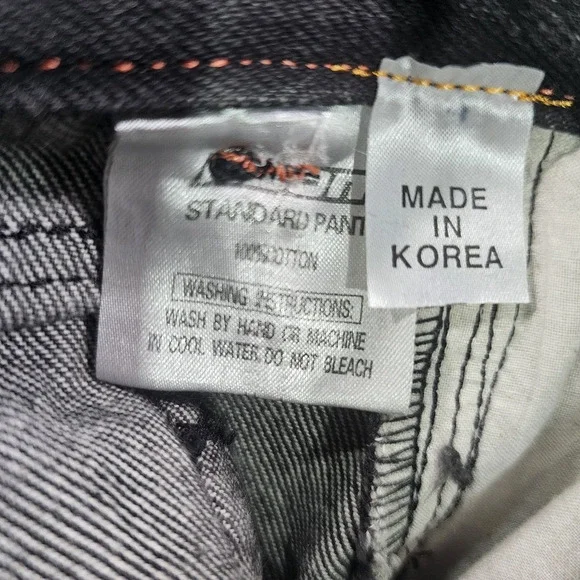 STANDARD PANT
100% COTTON
WASHING INSTRUCTIONS:
WASH BY HAND OR MACHINE
IN COOL WATER. DO NOT BLEACH
MADE
IN
KOREA